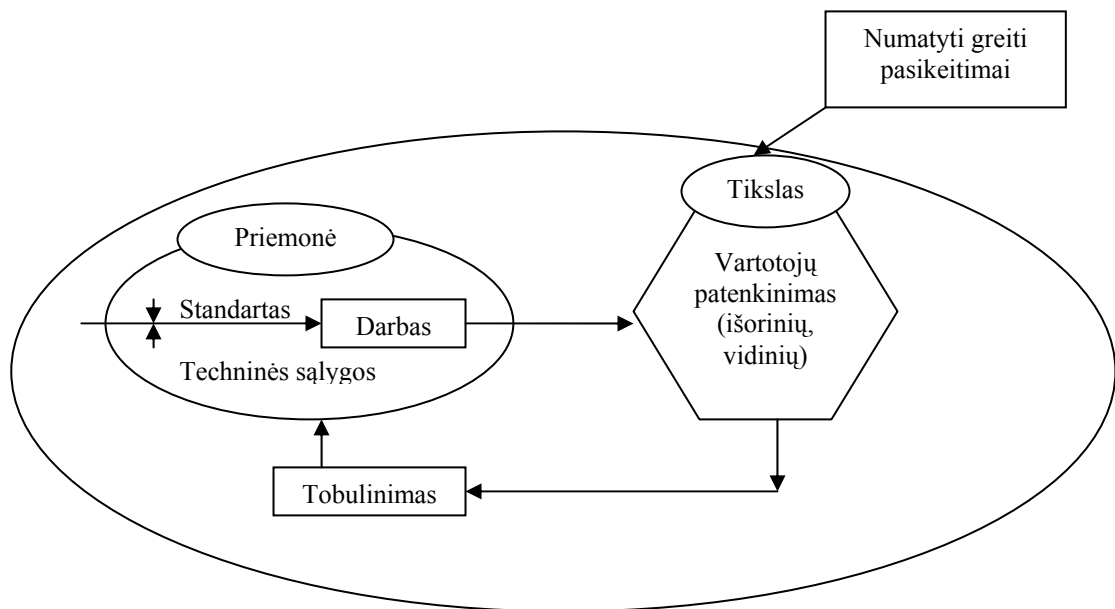 Numatyti greiti
pasikeitimai
Tikslas
Priemonė
Vartotojų
patenkinimas
(išorinių,
vidinių)
Standartas
Darbas
Techninės sąlygos
Tobulinimas